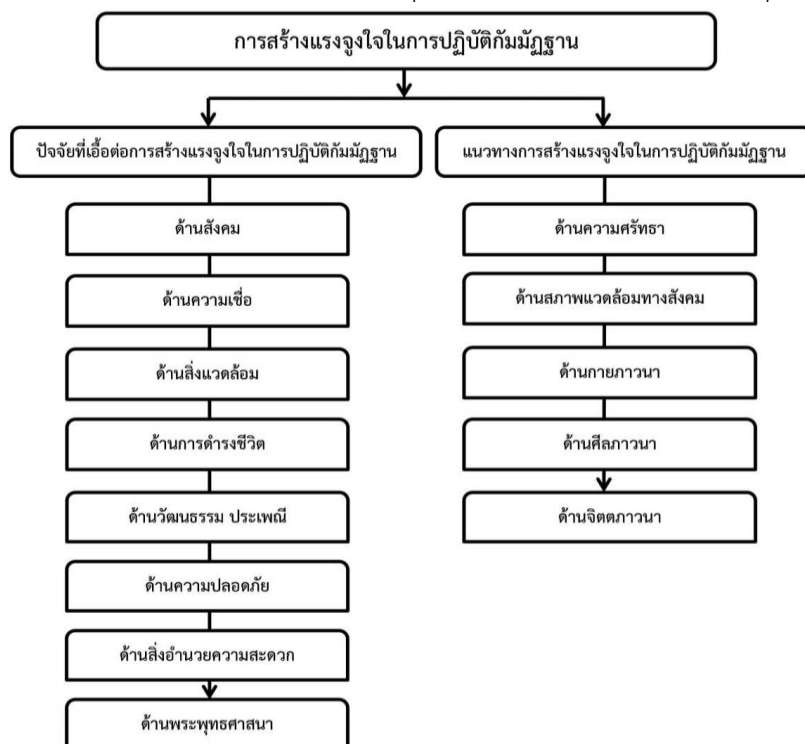 การสร้างแรงจูงใจในการปฏิบัติกัมมัฏฐาน
ปัจจัยที่เอื้อต่อการสร้างแรงจูงใจในการปฏิบัติกัมมัฏฐาน
ด้านสังคม
ด้านความเชื่อ
ด้านสิ่งแวดล้อม
ด้านการดำรงชีวิต
ด้านวัฒนธรรม ประเพณี
ด้านความปลอดภัย
ด้านสิ่งอำนวยความสะดวก
ด้านพระพุทธศาสนา
แนวทางการสร้างแรงจูงใจในการปฏิบัติกัมมัฏฐาน
ด้านความศรัทธา
ด้านสภาพแวดล้อมทางสังคม
ด้านกายภาวนา
ด้านศีลภาวนา
ด้านจิตตภาวนา